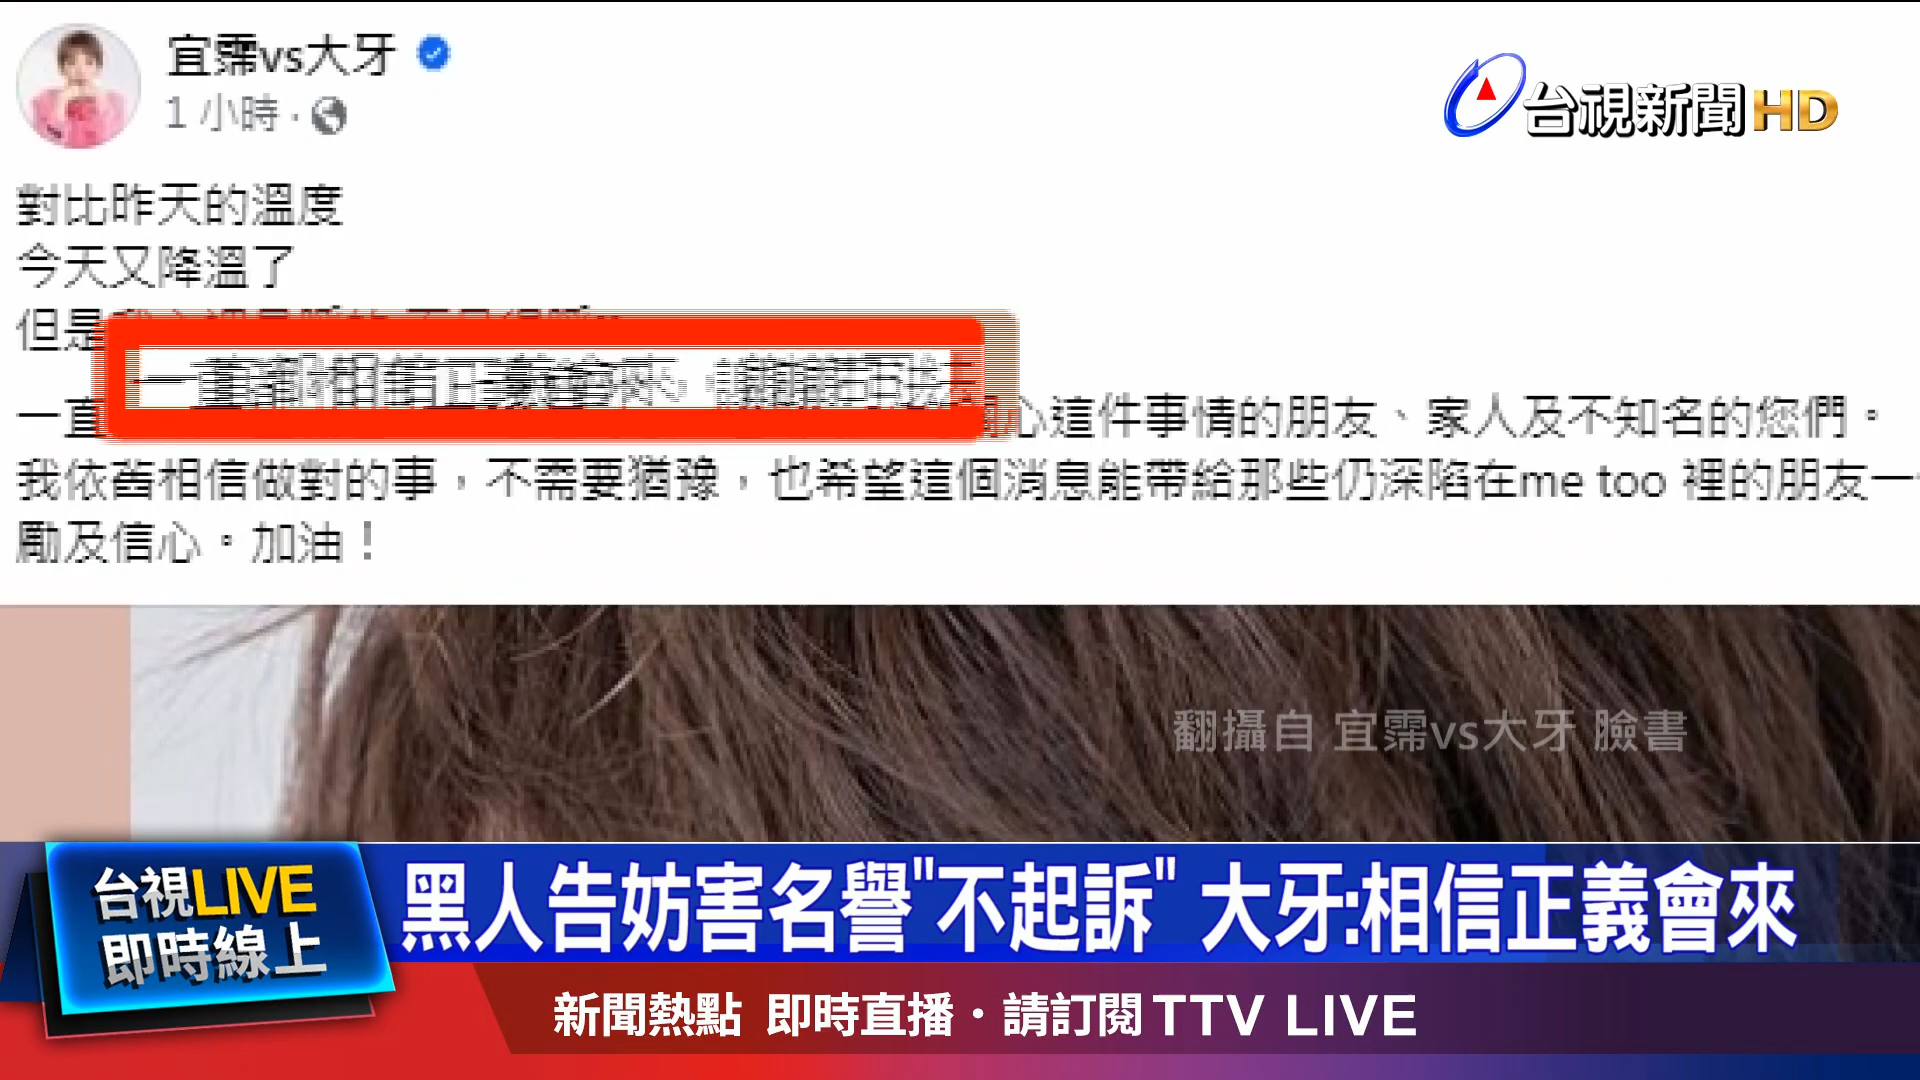 宜霈vs大牙
1 小時
台視新聞HD
對比昨天的溫度
今天又降溫了
但是
一直
心這件事情的朋友、家人及不知名的您們。
我依舊相信做對的事，不需要猶豫，也希望這個消息能帶給那些仍深陷在me too 裡的朋友一
勵及信心。加油！
翻攝自 宜霈vs大牙 臉書
台視LIVE
即時線上
黑人告妨害名譽"不起訴" 大牙:相信正義會來
新聞熱點 即時直播・請訂閱TTV LIVE